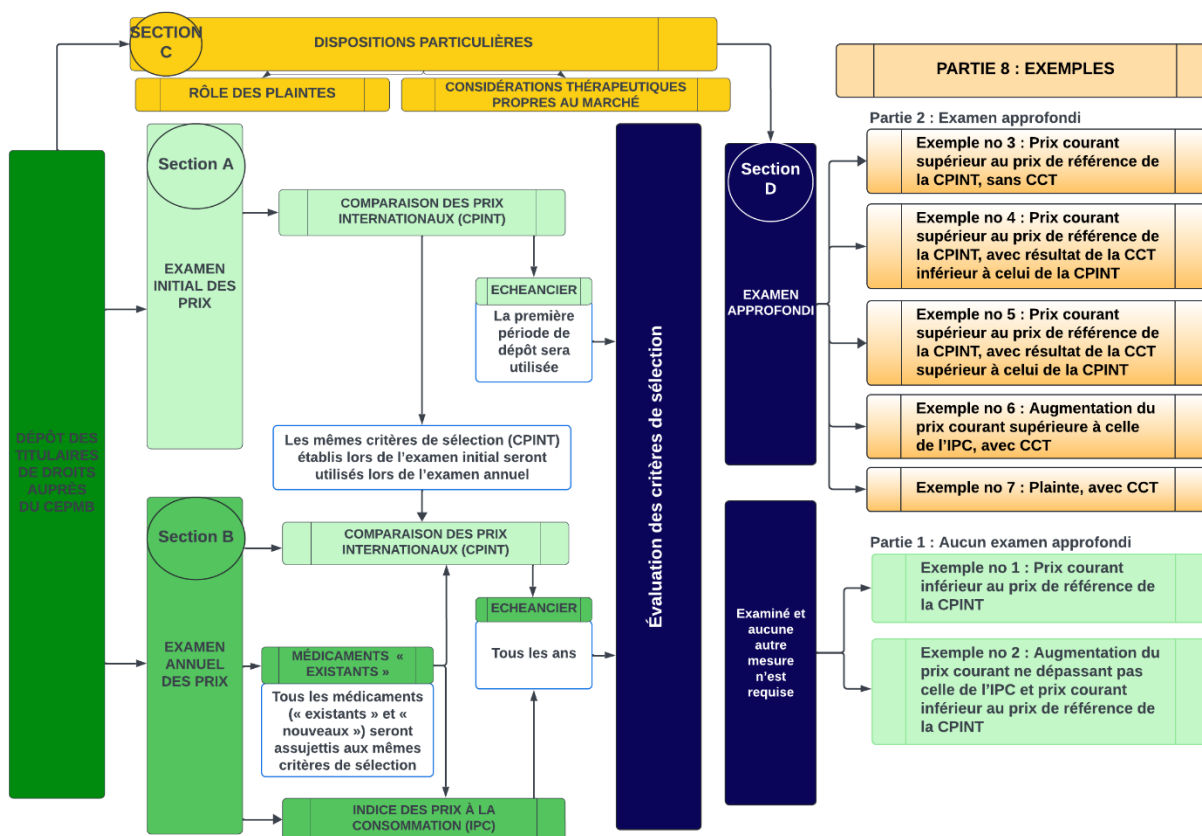 SECTION
C
DISPOSITIONS PARTICULIÈRES
RÔLE DES PLAINTES
CONSIDÉRATIONS THÉRAPEUTIQUES
PROPRES AU MARCHÉ
DÉPÔT DES
TITULAIRES
DE DROITS
AUPRÈS
DU CEPMB
Section A
EXAMEN
INITIAL DES
PRIX
COMPARAISON DES PRIX
INTERNATIONAUX (CPINT)
ECHEANCIER
La première
période de
dépôt sera
utilisée
Les mêmes critères de sélection (CPINT)
établis lors de l’examen initial seront
utilisés lors de l’examen annuel
Section B
EXAMEN
ANNUEL
DES PRIX
COMPARAISON DES PRIX
INTERNATIONAUX (CPINT)
ECHEANCIER
Tous les ans
MÉDICAMENTS «
EXISTANTS »
Tous les médicaments
(« existants » et «
nouveaux ») seront
assujettis aux mêmes
critères de sélection
INDICE DES PRIX À LA
CONSOMMATION (IPC)
Évaluation des critères de sélection
Section
D
EXAMEN
APPROFONDI
Examiné et
aucune
autre
mesure
n’est
requise
PARTIE 8 : EXEMPLES
Partie 2 : Examen approfondi
Exemple no 3 : Prix courant
supérieur au prix de référence de
la CPINT, sans CCT
Exemple no 4 : Prix courant
supérieur au prix de référence de
la CPINT, avec résultat de la CCT
inférieur à celui de la CPINT
Exemple no 5 : Prix courant
supérieur au prix de référence de
la CPINT, avec résultat de la CCT
supérieur à celui de la CPINT
Exemple no 6 : Augmentation du
prix courant supérieure à celle
de l’IPC, avec CCT
Exemple no 7 : Plainte, avec CCT
Partie 1 : Aucun examen approfondi
Exemple no 1 : Prix courant
inférieur au prix de référence de
la CPINT
Exemple no 2 : Augmentation du
prix courant ne dépassant pas
celle de l’IPC et prix courant
inférieur au prix de référence de
la CPINT